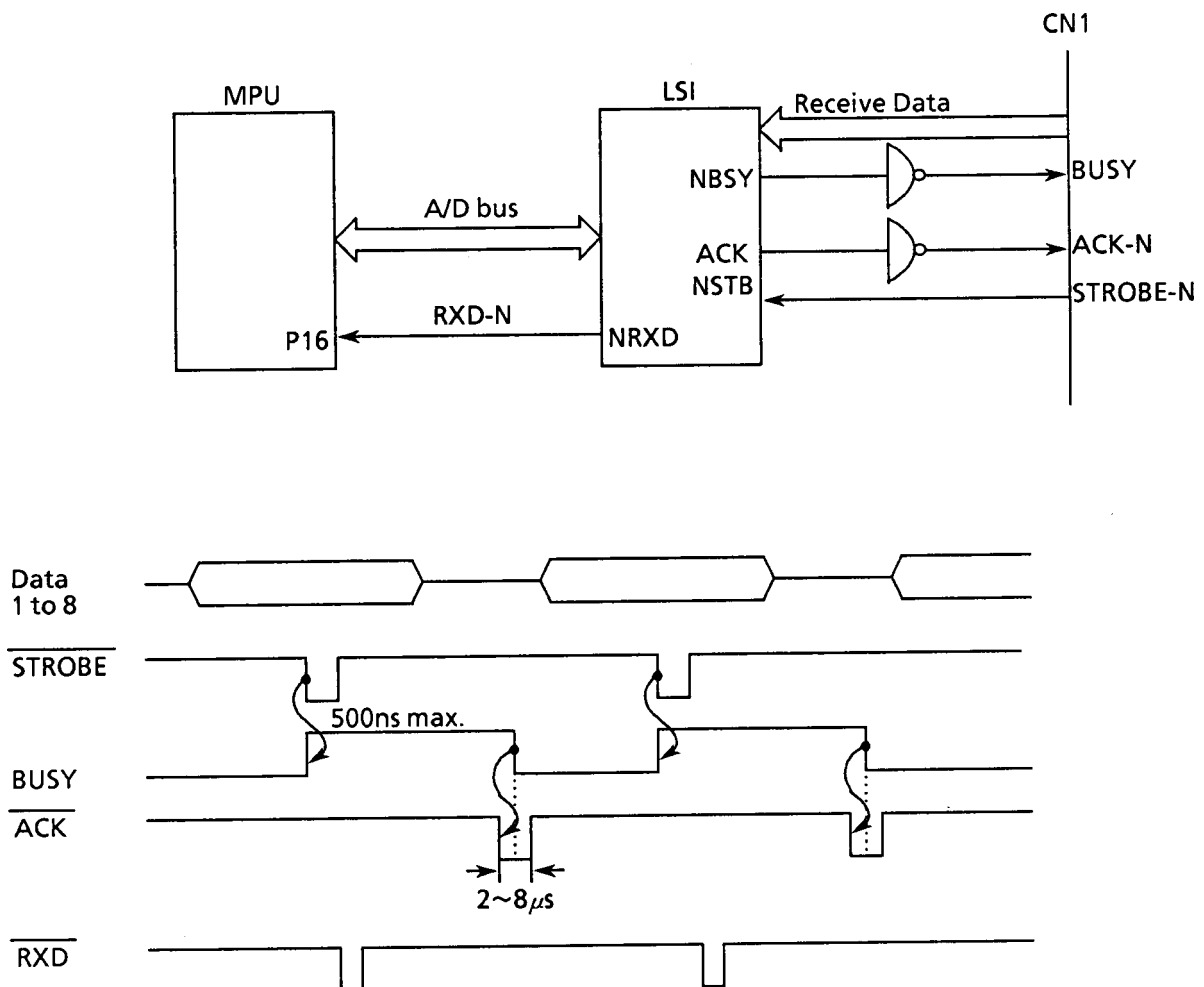 CN1
MPU
LSI
Receive Data
NBSY
BUSY
A/D bus
ACK
ACK-N
NSTB
STROBE-N
RXD-N
P16
NRXD
Data
1 to 8
STROBE
500ns max.
BUSY
ACK
2~8μs
RXD